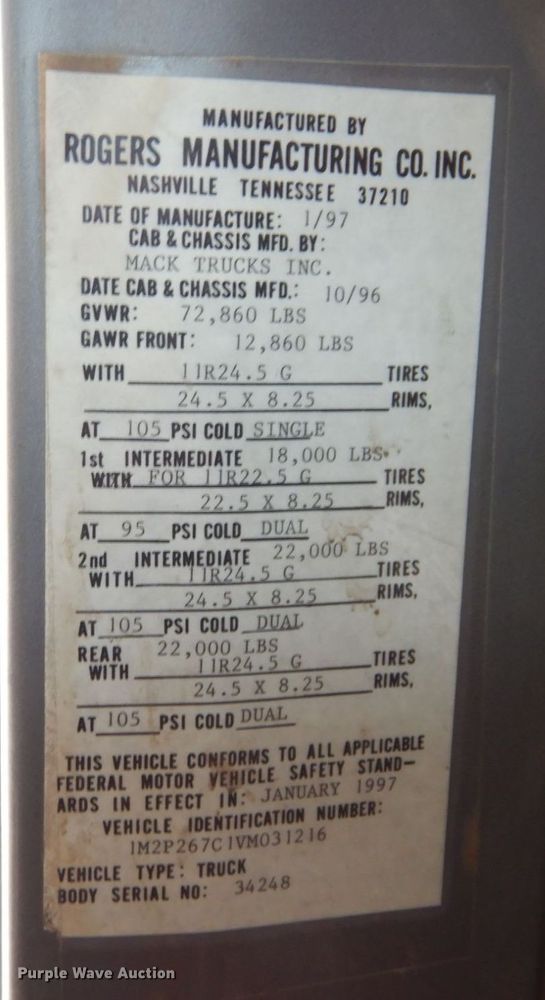 MANUFACTURED BY
ROGERS MANUFACTURING CO. INC.
NASHVILLE TENNESSEE 37210
DATE OF MANUFACTURE: 1/97
CAB & CHASSIS MFD. BY:
MACK TRUCKS INC.
DATE CAB & CHASSIS MFD.: 10/96
GVWR: 72,860 LBS
GAWR FRONT: 12,860 LBS
WITH 11R24.5 G TIRES
24.5 X 8.25 RIMS,
AT 105 PSI COLD SINGLE
1st INTERMEDIATE 18,000 LBS
WITH FOR 11R22.5 G TIRES
22.5 X 8.25 RIMS,
AT 95 PSI COLD DUAL
2nd INTERMEDIATE 22,000 LBS
WITH 11R24.5 G TIRES
24.5 X 8.25 RIMS,
AT 105 PSI COLD DUAL
REAR 22,000 LBS
WITH 11R24.5 G TIRES
24.5 X 8.25 RIMS,
AT 105 PSI COLD DUAL
THIS VEHICLE CONFORMS TO ALL APPLICABLE
FEDERAL MOTOR VEHICLE SAFETY STAND-
ARDS IN EFFECT IN: JANUARY 1997
VEHICLE IDENTIFICATION NUMBER:
1M2P267C1VM031216
VEHICLE TYPE: TRUCK
BODY SERIAL NO: 34248
Purple Wave Auction